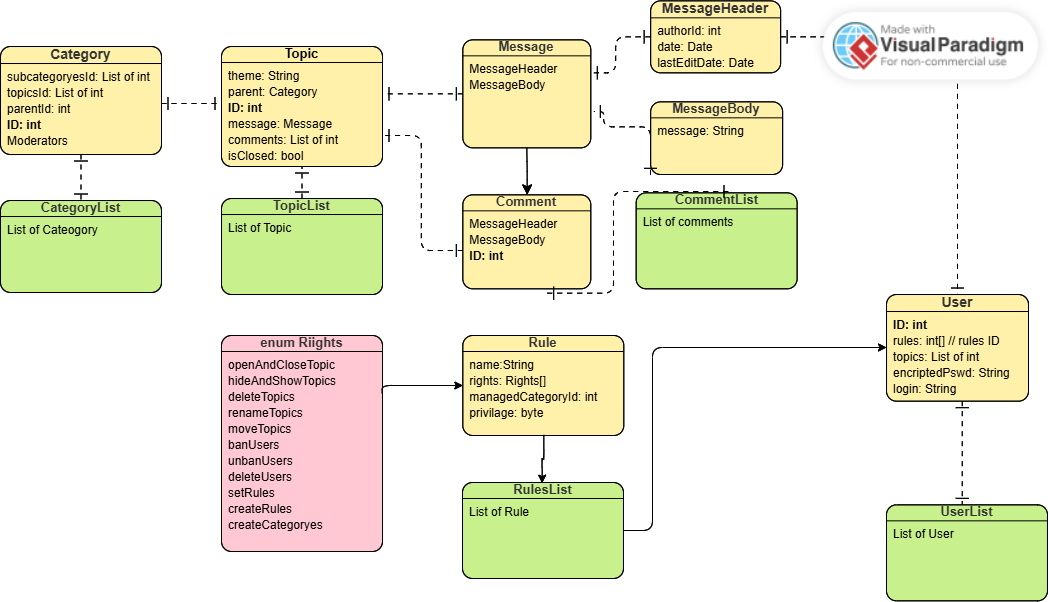 Category
subcategoryesId: List of int
topicsId: List of int
parentId: int
ID: int
Moderators
CategoryList
List of Cateogory
Topic
theme: String
parent: Category
ID: int
message: Message
comments: List of int
isClosed: bool
TopicList
List of Topic
Message
MessageHeader
MessageBody
Comment
MessageHeader
MessageBody
ID: int
MessageHeader
authorId: int
date: Date
lastEditDate: Date
MessageBody
message: String
CommentList
List of comments
Made with
VisualParadigm
For non-commercial use
enum Riights
openAndCloseTopic
hideAndShowTopics
deleteTopics
renameTopics
moveTopics
banUsers
unbanUsers
deleteUsers
setRules
createRules
createCategoryes
Rule
name:String
rights: Rights[]
managedCategoryId: int
privilage: byte
RulesList
List of Rule
User
ID: int
rules: int[] // rules ID
topics: List of int
encriptedPswd: String
login: String
UserList
List of User